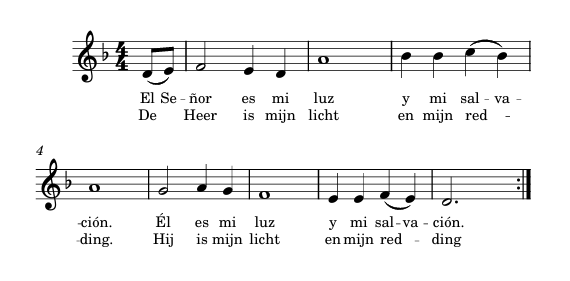 El Se – ñor es mi luz y mi sal – va –
De Heer is mijn licht en mijn red –
4
– ción. Él es mi luz y mi sal – va – ción.
– ding. Hij is mijn licht en mijn red – ding